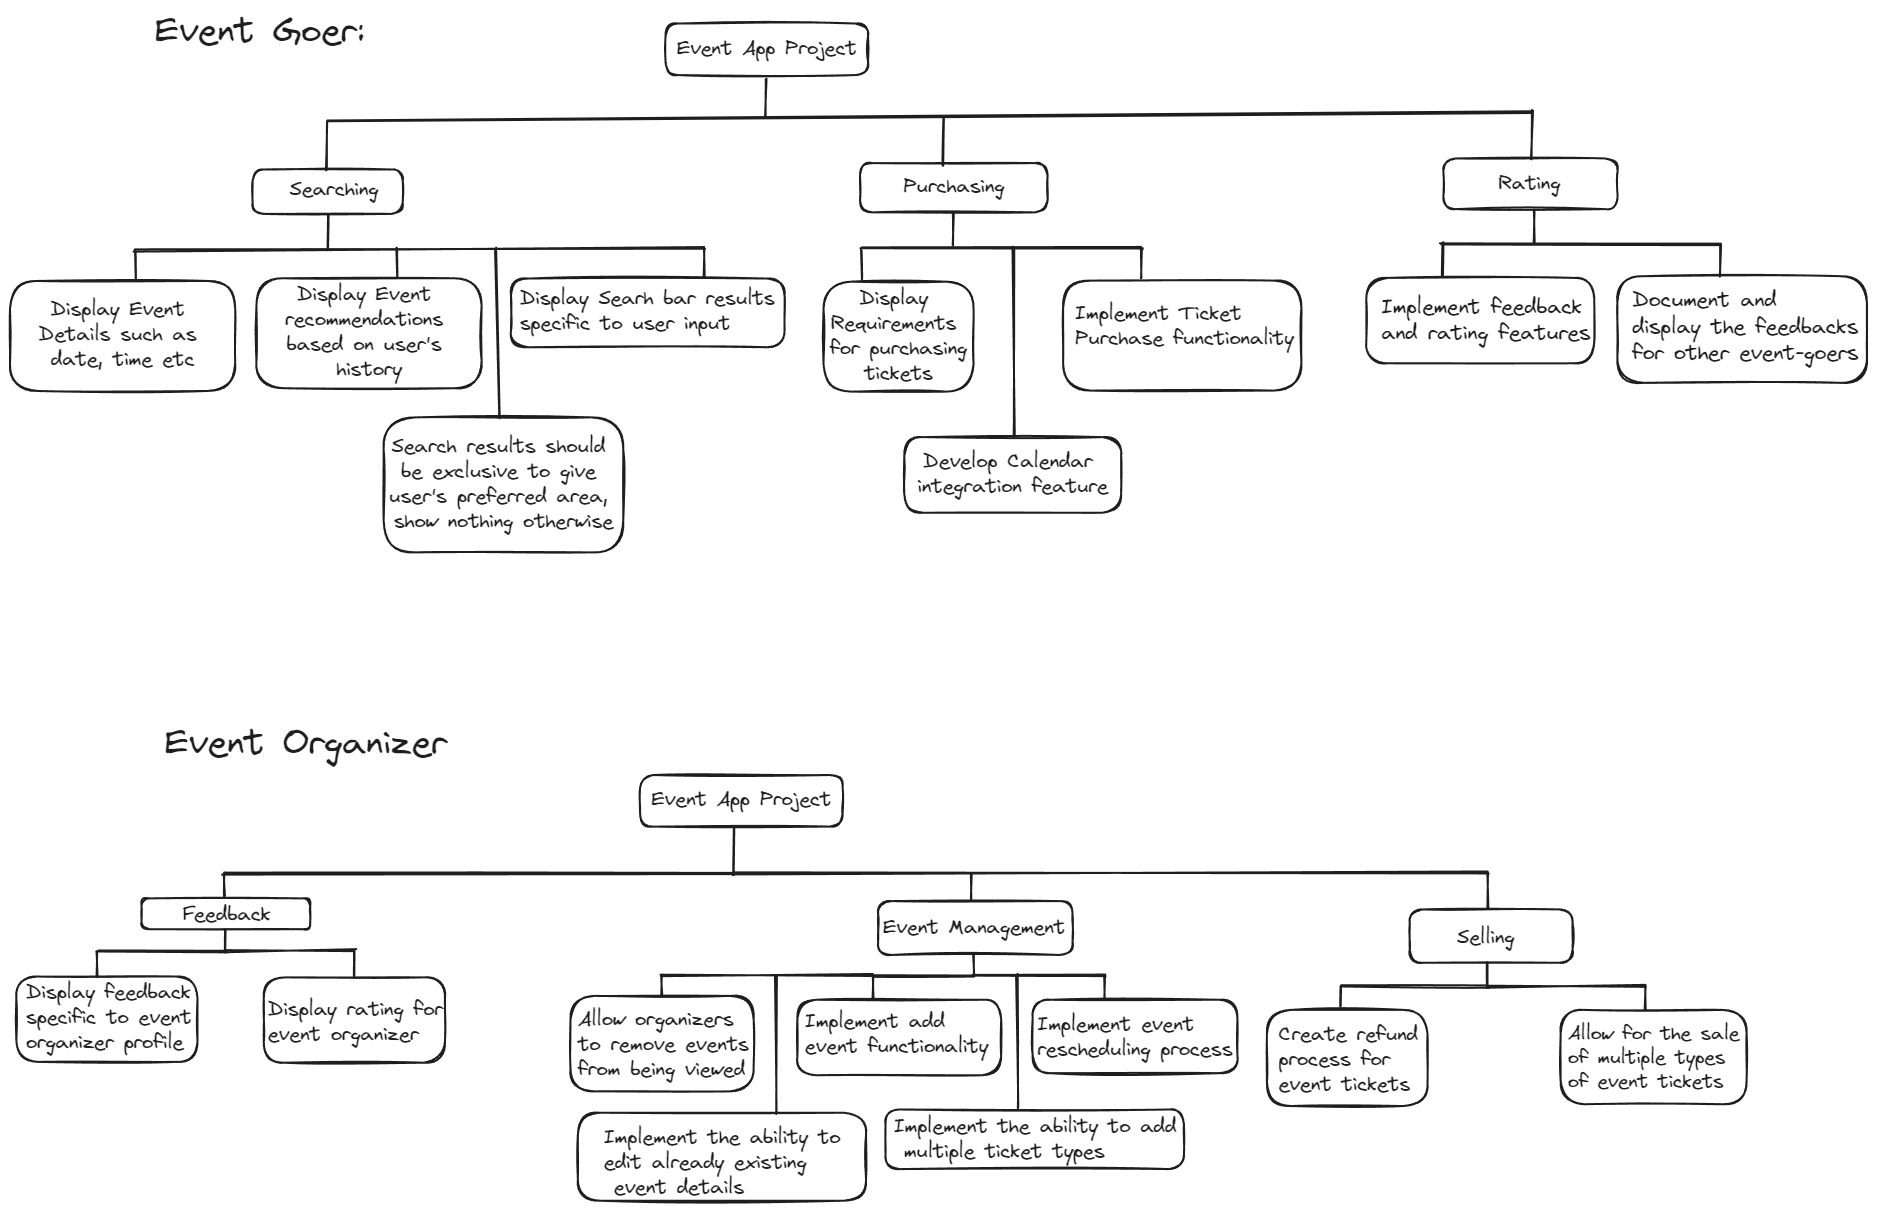 Event Goer:
Event App Project
Searching
Purchasing
Rating
Display Event
Details such as
date, time etc
Display Event
recommendations
based on user's
history
Display Searh bar results
specific to user input
Search results should
be exclusive to give
user's preferred area,
show nothing otherwise
Display
Requirements
for purchasing
tickets
Develop Calendar
integration feature
Implement Ticket
Purchase functionality
Implement feedback
and rating features
Document and
display the feedbacks
for other event-goers
Event Organizer
Event App Project
Feedback
Event Management
Selling
Display feedback
specific to event
organizer profile
Display rating for
event organizer
Allow organizers
to remove events
from being viewed
Implement the ability to
edit already existing
event details
Implement add
event functionality
Implement the ability to add
multiple ticket types
Implement event
rescheduling process
Create refund
process for
event tickets
Allow for the sale
of multiple types
of event tickets